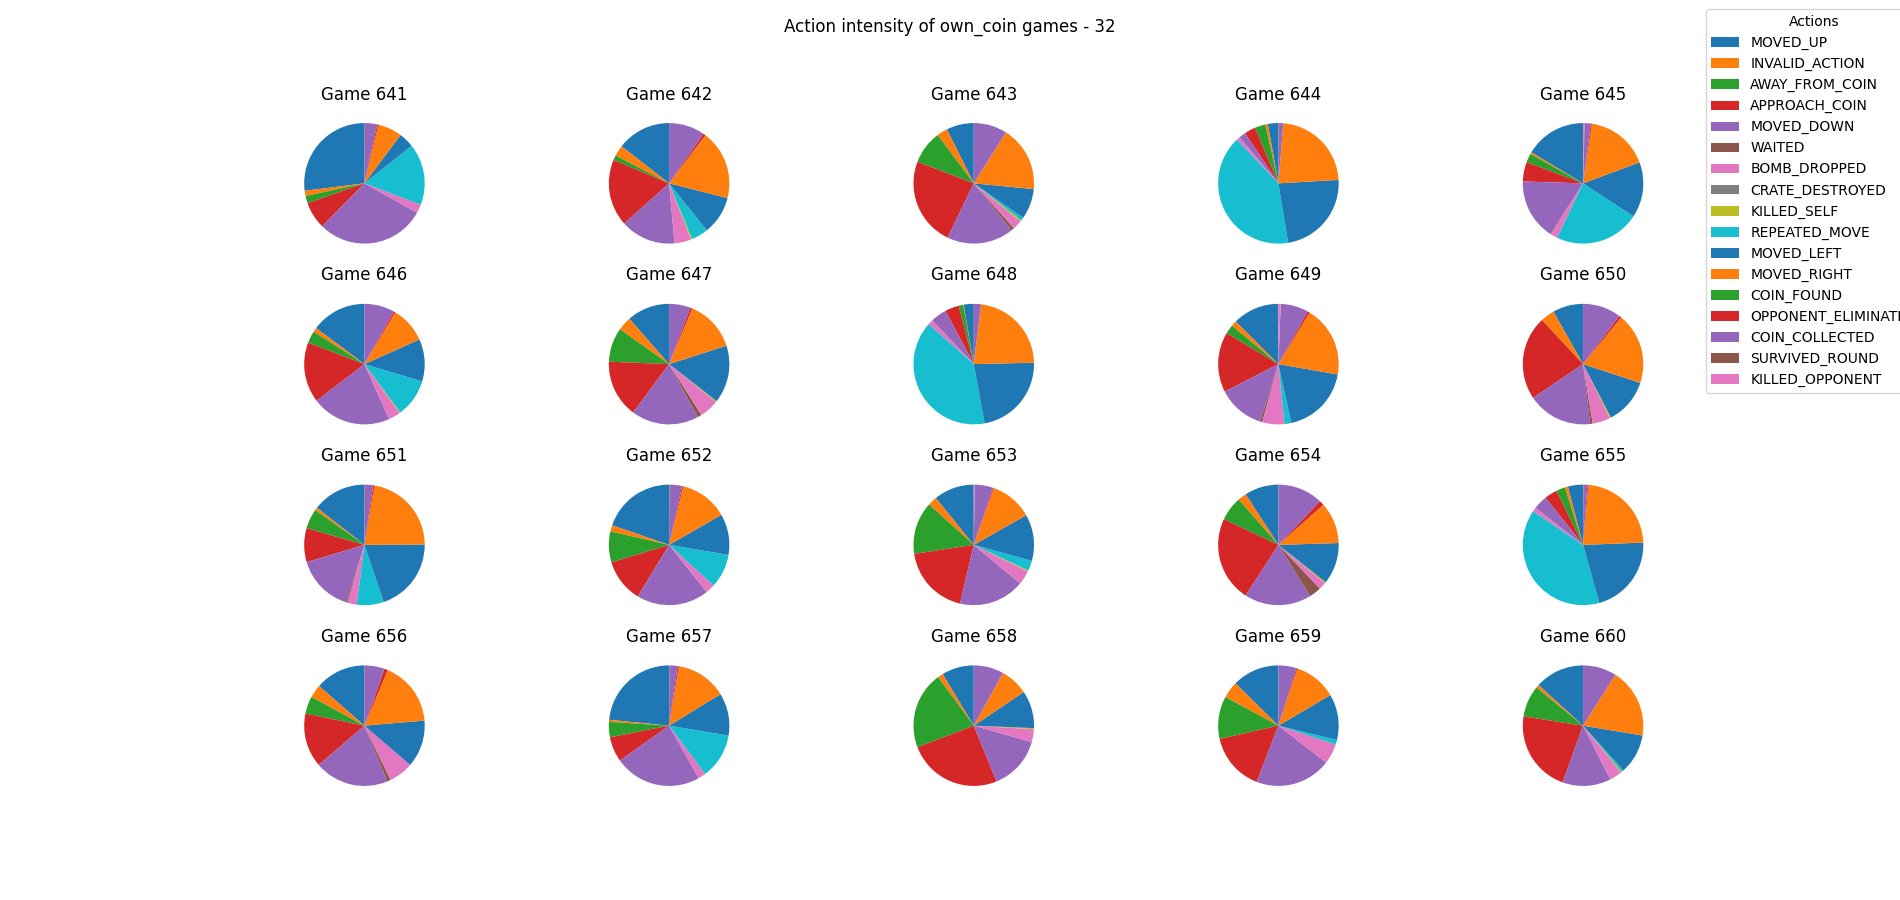 Action intensity of own_coin games - 32
Actions
MOVED_UP
INVALID_ACTION
AWAY_FROM_COIN
APPROACH_COIN
MOVED_DOWN
WAITED
BOMB_DROPPED
CRATE_DESTROYED
KILLED_SELF
REPEATED_MOVE
MOVED_LEFT
MOVED_RIGHT
COIN_FOUND
OPPONENT_ELIMINATI
COIN_COLLECTED
SURVIVED_ROUND
KILLED_OPPONENT
Game 641
Game 642
Game 643
Game 644
Game 645
Game 646
Game 647
Game 648
Game 649
Game 650
Game 651
Game 652
Game 653
Game 654
Game 655
Game 656
Game 657
Game 658
Game 659
Game 660